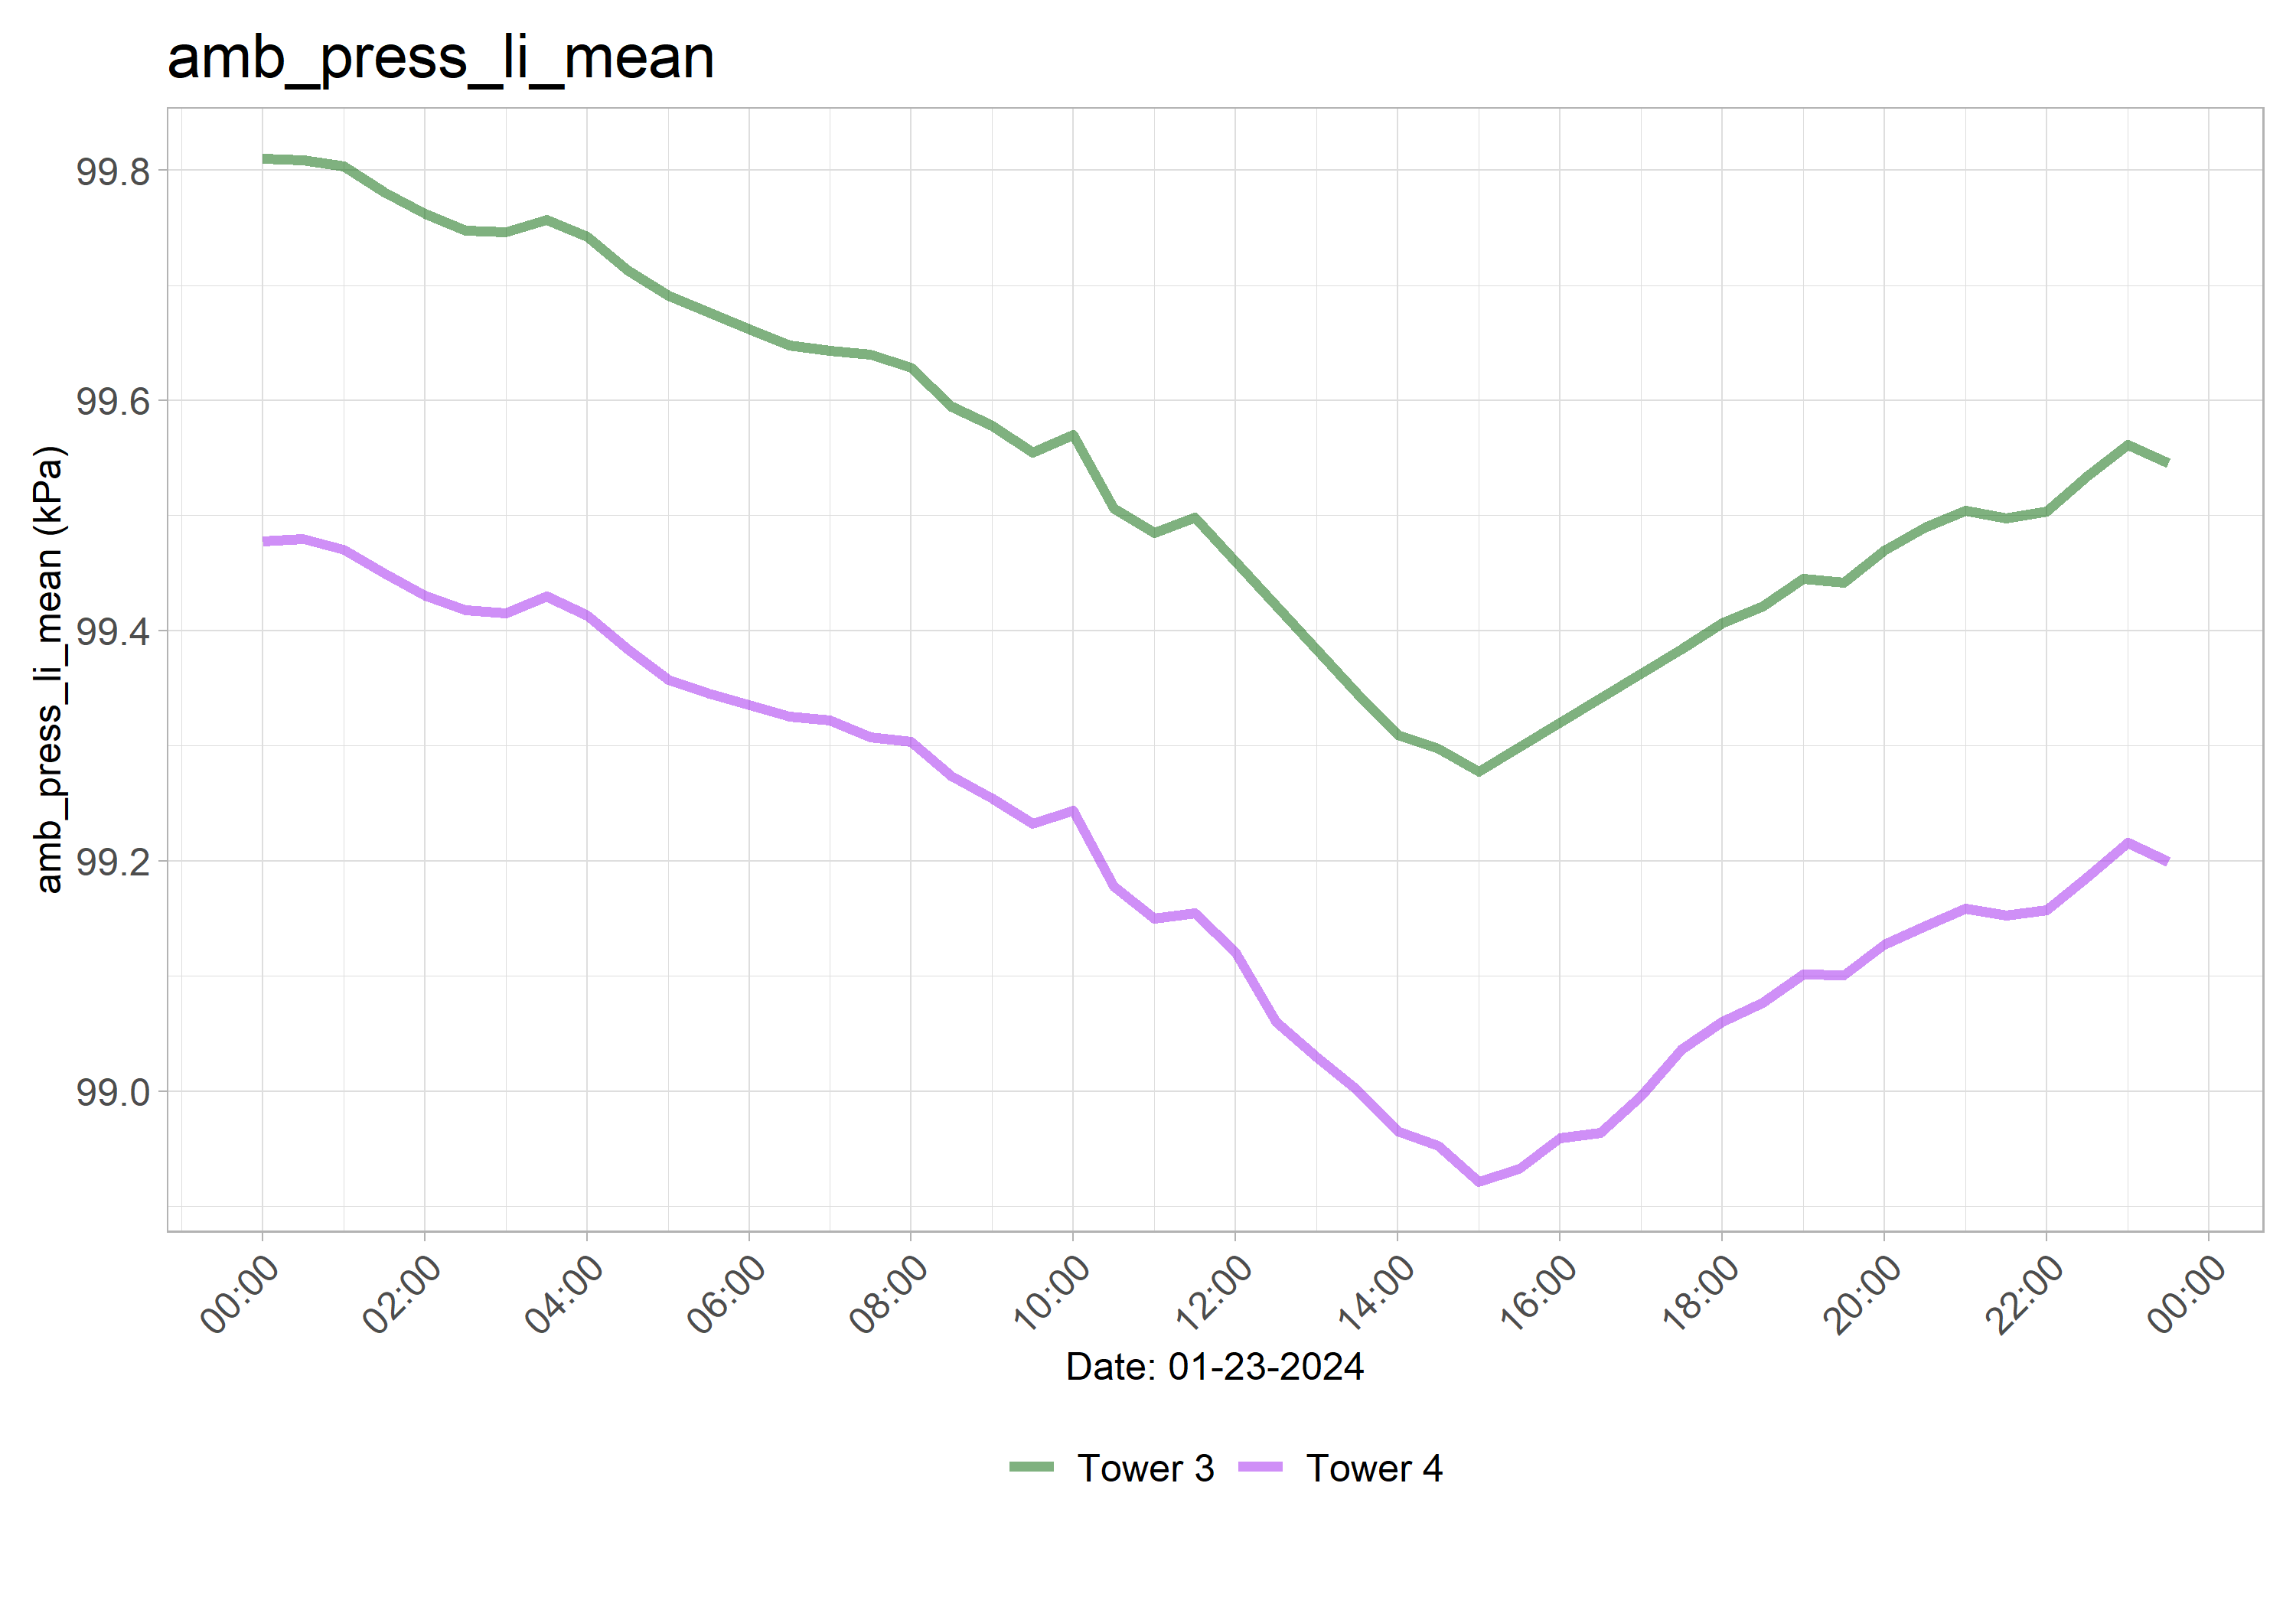 amb_press_li_mean
amb_press_li_mean (kPa)
99.8
99.6
99.4
99.2
99.0
00:00 02:00 04:00 06:00 08:00 10:00 12:00 14:00 16:00 18:00 20:00 22:00 00:00
Date: 01-23-2024
Tower 3 Tower 4